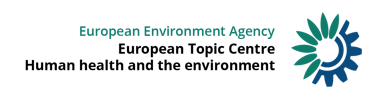 European Environment Agency
European Topic Centre
Human health and the environment